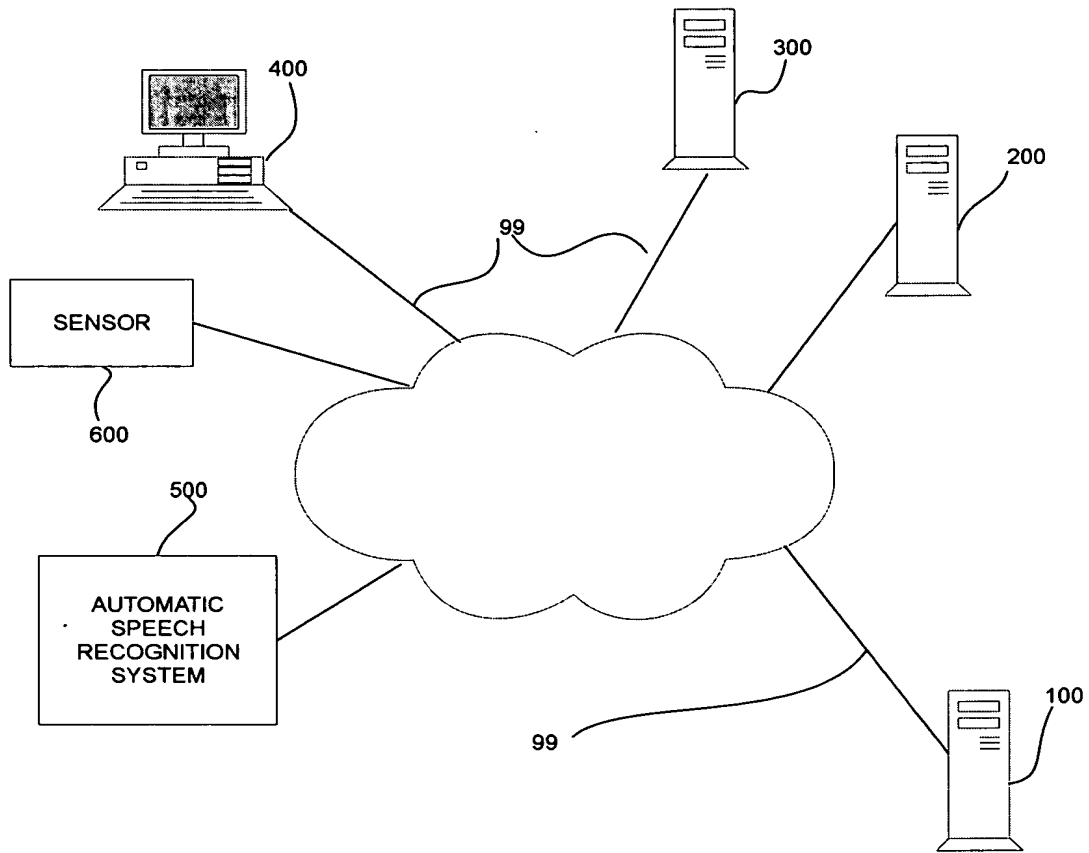 300
400
200
99
SENSOR
600
500
AUTOMATIC
SPEECH
RECOGNITION
SYSTEM
100
99